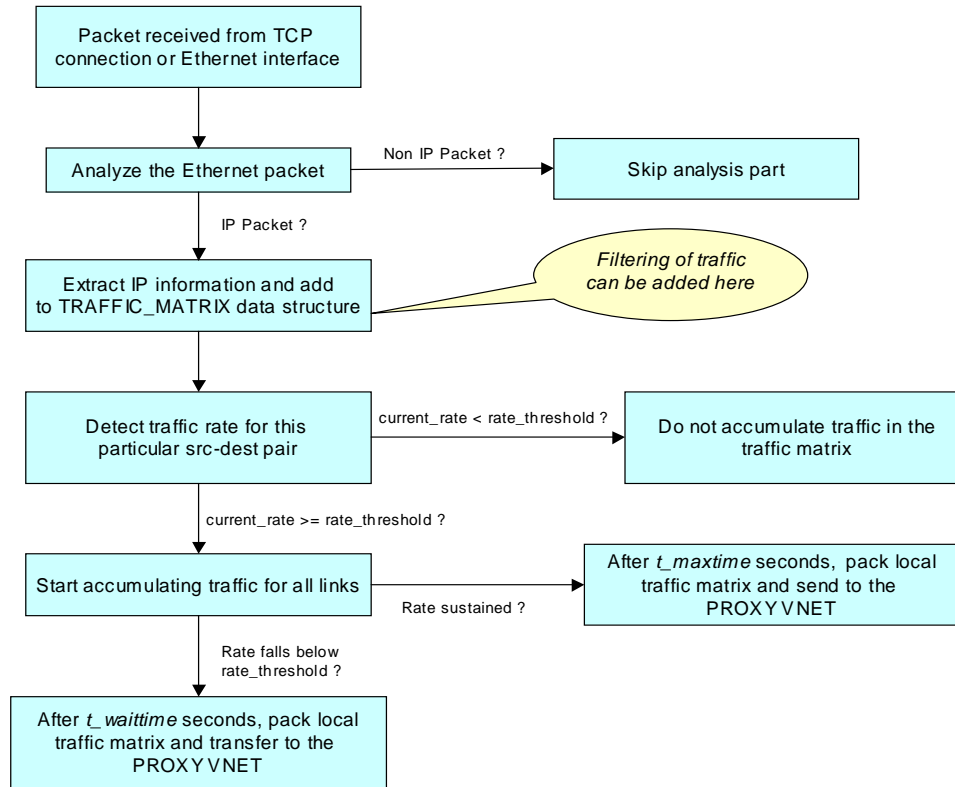 Packet received from TCP
connection or Ethernet interface
Analyze the Ethernet packet
Non IP Packet ?
Skip analysis part
IP Packet ?
Extract IP information and add
to TRAFFIC_MATRIX data structure
Filtering of traffic
can be added here
Detect traffic rate for this
particular src-dest pair
current_rate < rate_threshold ?
Do not accumulate traffic in the
traffic matrix
current_rate >= rate_threshold ?
Start accumulating traffic for all links
Rate sustained ?
After t_maxtime seconds, pack local
traffic matrix and send to the
PROXY VNET
Rate falls below
rate_threshold ?
After t_waittime seconds, pack local
traffic matrix and transfer to the
PROXY VNET